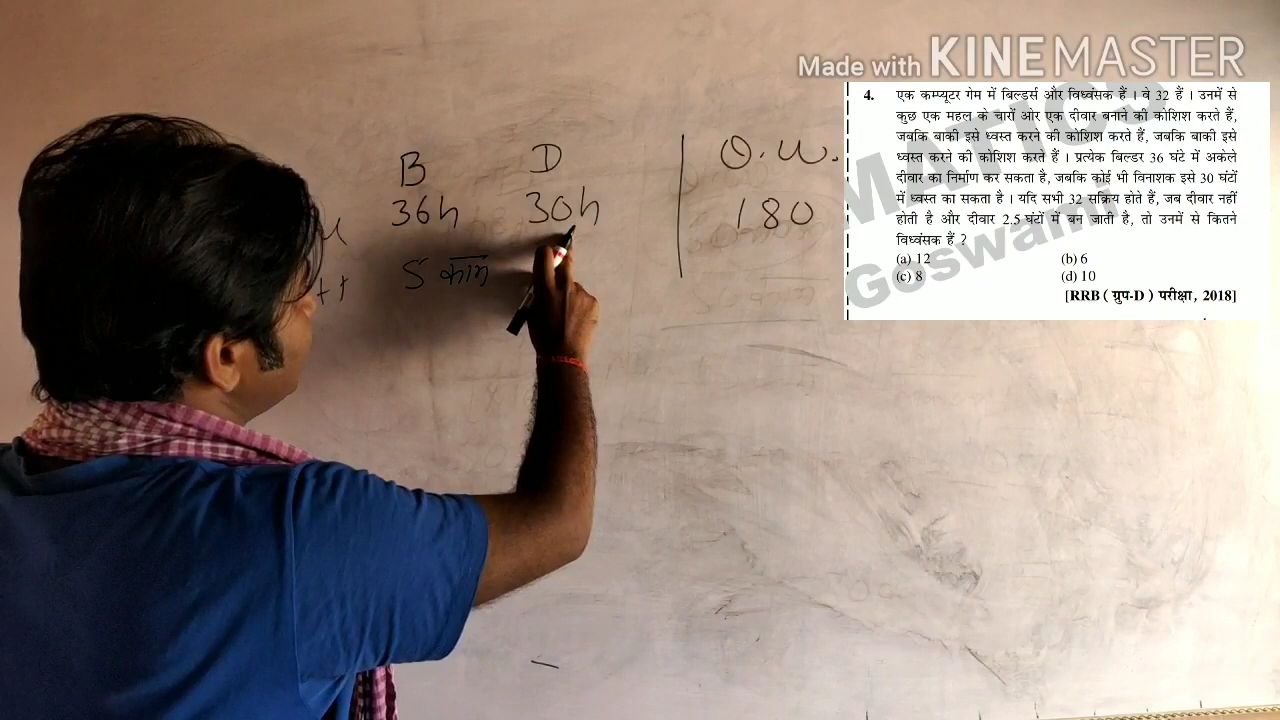 Made with KINEMASTER
4. एक कम्प्यूटर गेम में बिल्डर्स और विध्वंसक हैं । वे 32 हैं । उनमें से
कुछ एक महल के चारों ओर एक दीवार बनाने की कोशिश करते हैं,
जबकि बाकी इसे ध्वस्त करने की कोशिश करते हैं, जबकि बाकी इसे
ध्वस्त करने की कोशिश करते हैं । प्रत्येक बिल्डर 36 घंटे में अकेले
दीवार का निर्माण कर सकता है, जबकि कोई भी विनाशक इसे 30 घंटों
में ध्वस्त का सकता है । यदि सभी 32 सक्रिय होते हैं, जब दीवार नहीं
होती है और दीवार 2.5 घंटों में बन जाती है, तो उनमें से कितने
विध्वंसक हैं ?
(a) 12 (b) 6
(c) 8 (d) 10
[RRB ( ग्रुप-D ) परीक्षा, 2018]
MATICS
Goswami
B D O.W.
36h 30h 180
5 काम